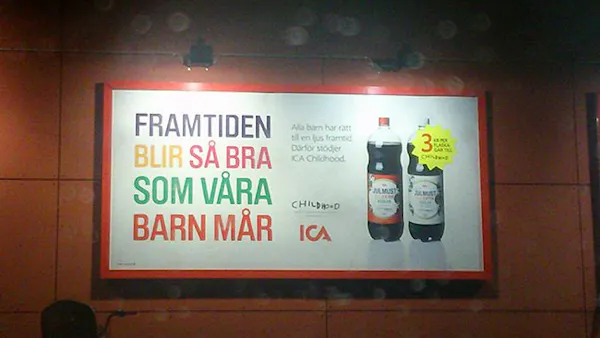 FRAMTIDEN
BLIR SÅ BRA
SOM VÅRA
BARN MÅR
Alla barn har rätt
till en ljus framtid.
Därför stödjer
ICA Childhood.
CHILDHOOD
ICA
JULMUST
JULMUST
3 KR PER
FLASKA
GÅR TILL
CHILDHOOD